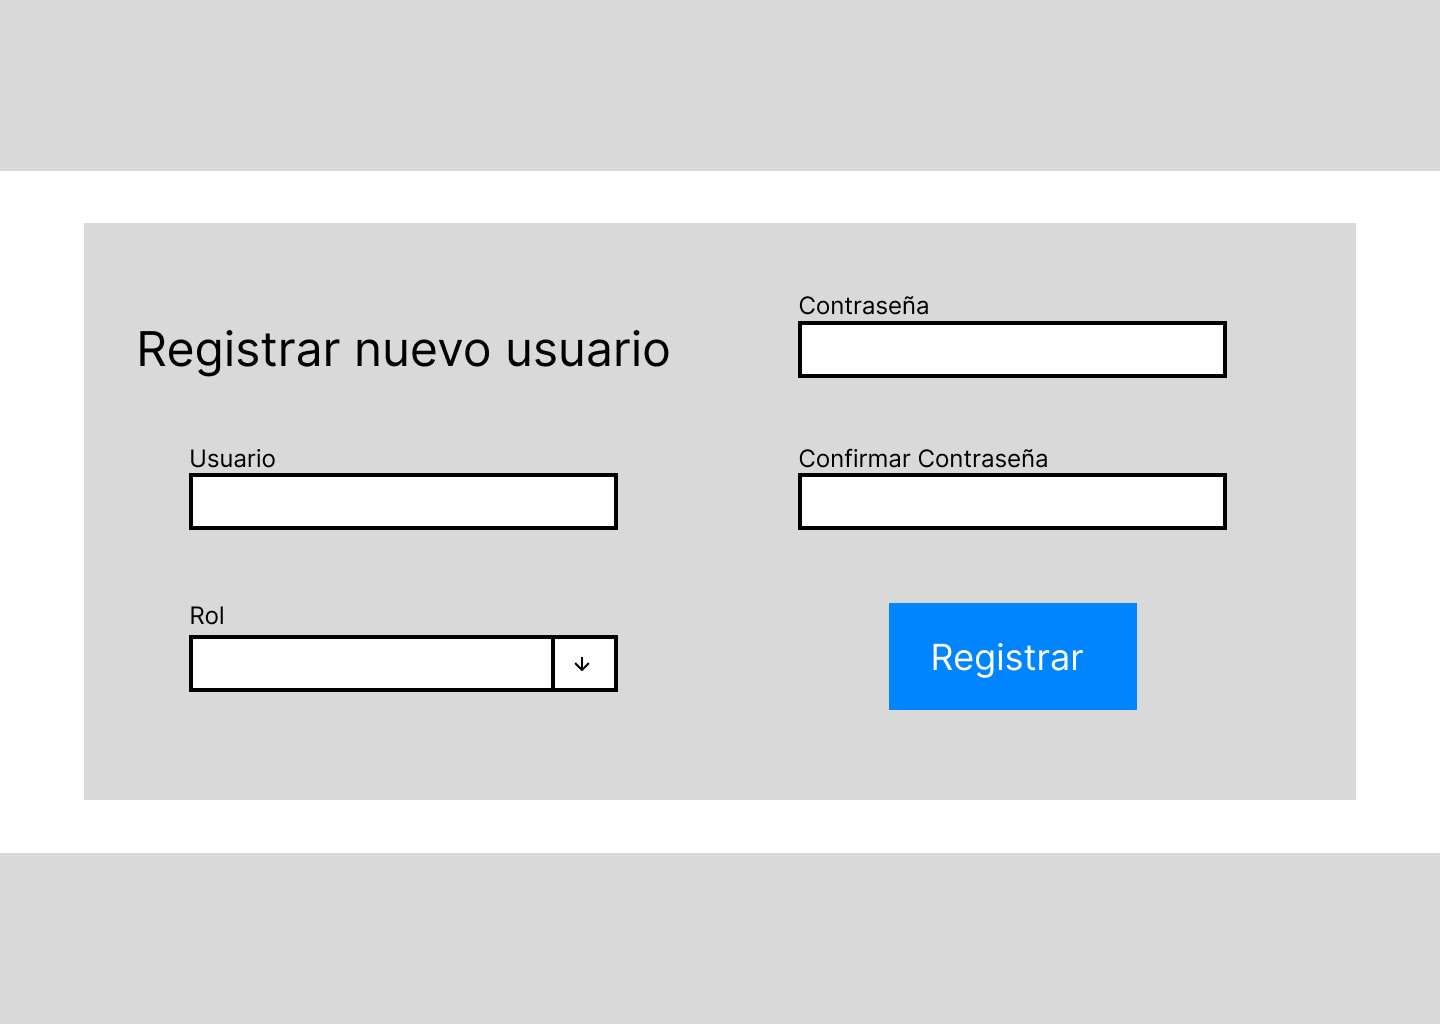 Registrar nuevo usuario
Usuario
Rol
Contraseña
Confirmar Contraseña
Registrar